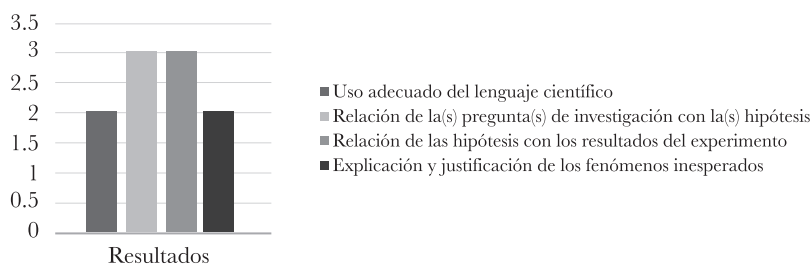 3.5
3
2.5
2
1.5
1
0.5
0
Resultados
Uso adecuado del lenguaje científico
Relación de la(s) pregunta(s) de investigación con la(s) hipótesis
Relación de las hipótesis con los resultados del experimento
Explicación y justificación de los fenómenos inesperados